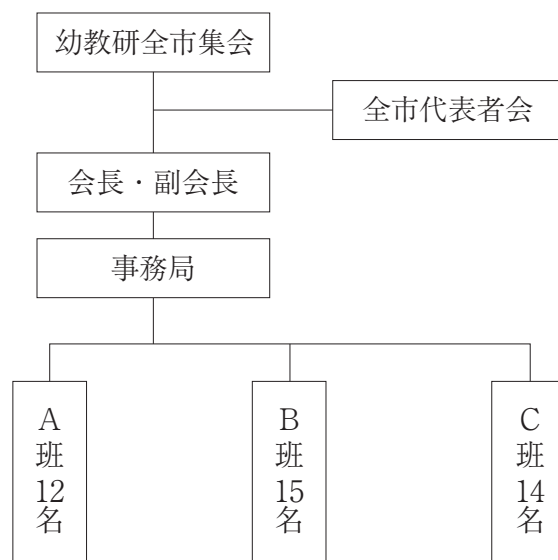 幼教研全市集会
全市代表者会
会長・副会長
事務局
A班12名
B班15名
C班14名